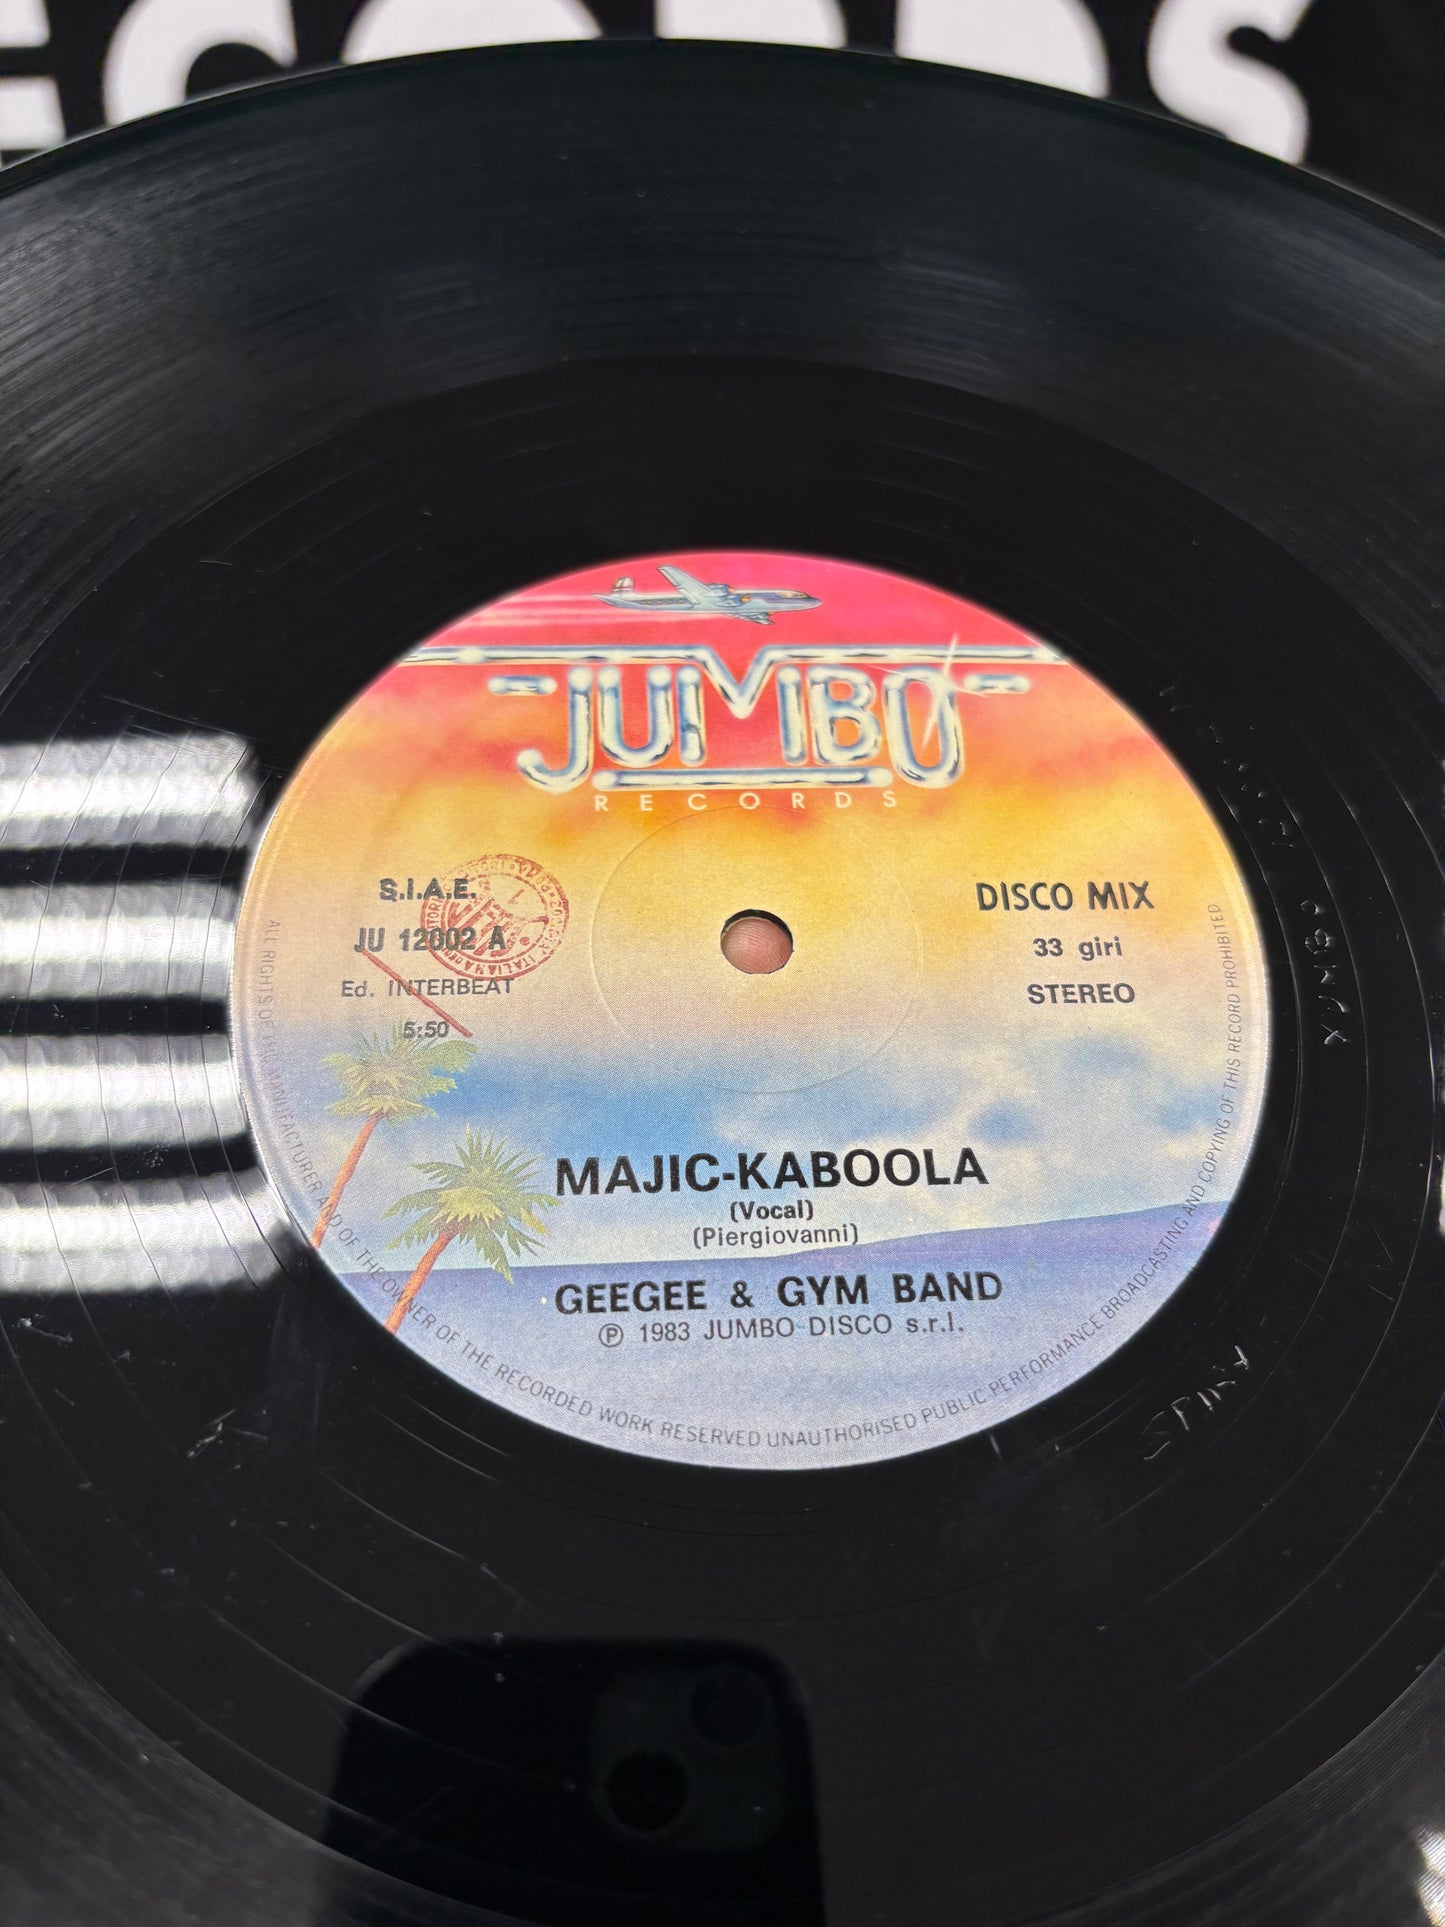 RECORDS
JUMBO
RECORDS
S.I.A.E.
JU 12002 A
Ed. INTERBEAT
5:50
DISCO MIX
33 giri
STEREO
MAJIC-KABOOLA
(Vocal)
(Piergiovanni)
GEEGEE & GYM BAND
℗ 1983 JUMBO DISCO s.r.l.
ALL RIGHTS OF THE MANUFACTURER AND OF THE OWNER OF THE RECORDED WORK RESERVED UNAUTHORISED PUBLIC PERFORMANCE BROADCASTING AND COPYING OF THIS RECORD PROHIBITED